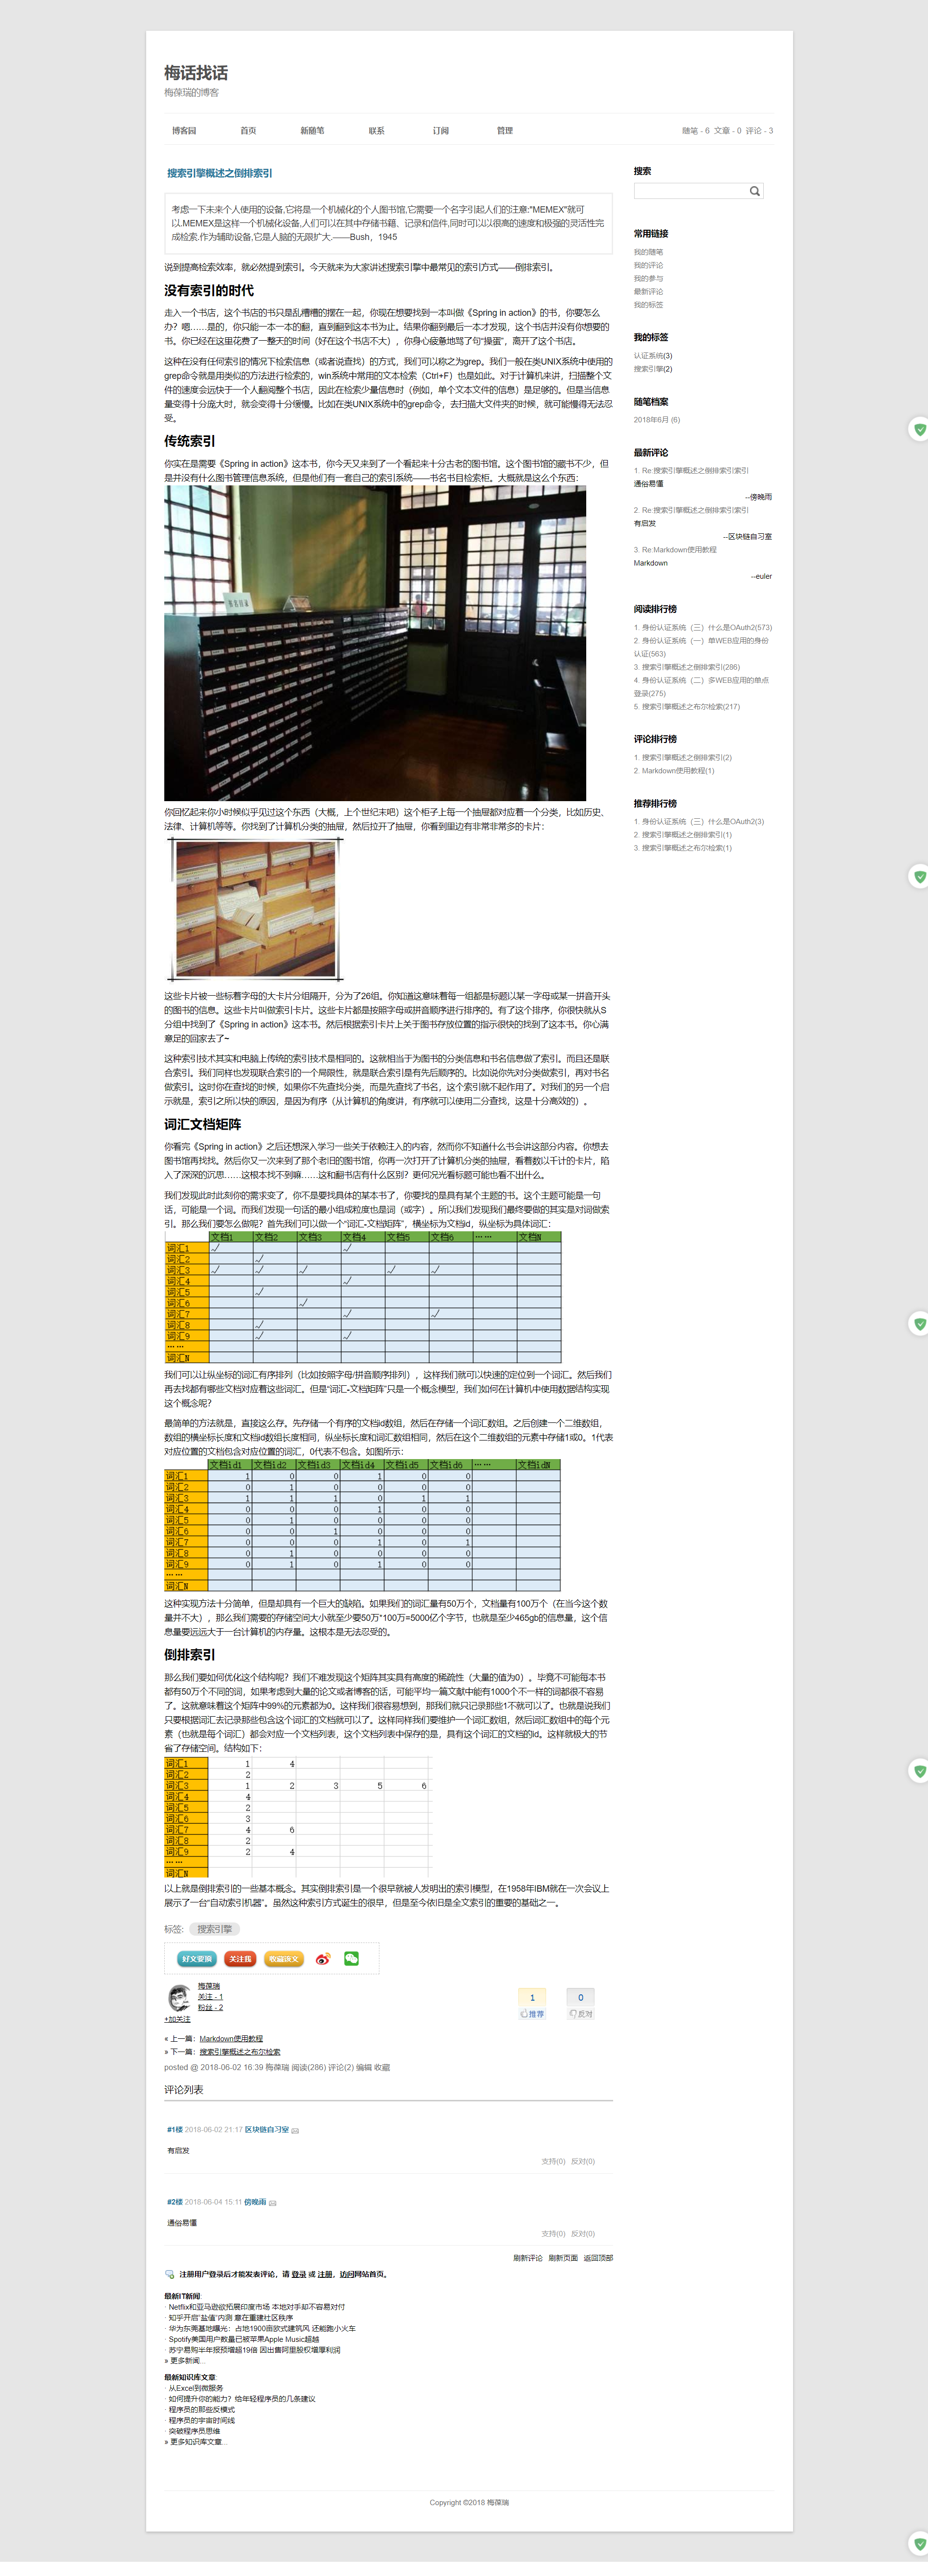 梅话找话
梅葆瑞的博客
博客园 首页 新随笔 联系 订阅 管理 随笔 - 6 文章 - 0 评论 - 3
搜索引擎概述之倒排索引
考虑一下未来个人使用的设备,它将是一个机械化的个人图书馆,它需要一个名字引起人们的注意:"MEMEX"就可
以.MEMEX是这样一个机械化设备,人们可以在其中存储书籍、记录和信件,同时可以以很高的速度和极强的灵活性完
成检索.作为辅助设备,它是人脑的无限扩大.——Bush，1945
说到提高检索效率，就必然提到索引。今天就来为大家讲述搜索引擎中最常见的索引方式——倒排索引。
没有索引的时代
走入一个书店，这个书店的书只是乱糟糟的摆在一起，你现在想要找到一本叫做《Spring in action》的书，你要怎么
办？嗯……是的，你只能一本一本的翻，直到翻到这本书为止。结果你翻到最后一本才发现，这个书店并没有你想要的
书。你已经在这里花费了一整天的时间（好在这个书店不大），你身心疲惫地骂了句“操蛋”，离开了这个书店。
这种在没有任何索引的情况下检索信息（或者说查找）的方式，我们可以称之为grep。我们一般在类UNIX系统中使用的
grep命令就是用类似的方法进行检索的，win系统中常用的文本检索（Ctrl+F）也是如此。对于计算机来讲，扫描整个文
件的速度会远快于一个人翻阅整个书店，因此在检索少量信息时（例如，单个文本文件的信息）是足够的。但是当信息
量变得十分庞大时，就会变得十分缓慢。比如在类UNIX系统中的grep命令，去扫描大文件夹的时候，就可能慢得无法忍
受。
传统索引
你实在是需要《Spring in action》这本书，你今天又来到了一个看起来十分古老的图书馆。这个图书馆的藏书不少，但
是并没有什么图书管理信息系统，但是他们有一套自己的索引系统——书名书目检索柜。大概就是这么个东西：
你回忆起来你小时候似乎见过这个东西（大概，上个世纪末吧）这个柜子上每一个抽屉都对应着一个分类，比如历史、
法律、计算机等等。你找到了计算机分类的抽屉，然后拉开了抽屉，你看到里边有非常非常多的卡片：
这些卡片被一些标着字母的大卡片分组隔开，分为了26组。你知道这意味着每一组都是标题以某一字母或某一拼音开头
的图书的信息。这些卡片叫做索引卡片。这些卡片都是按照字母或拼音顺序进行排序的。有了这个排序，你很快就从S
分组中找到了《Spring in action》这本书。然后根据索引卡片上关于图书存放位置的指示很快的找到了这本书。你心满
意足的回家去了~
这种索引技术其实和电脑上传统的索引技术是相同的。这就相当于为图书的分类信息和书名信息做了索引。而且还是联
合索引。我们同样也发现联合索引的一个局限性，就是联合索引是有先后顺序的。比如说你先对分类做索引，再对书名
做索引。这时你在查找的时候，如果你不先查找分类，而是先查找了书名，这个索引就不起作用了。对我们的另一个启
示就是，索引之所以快的原因，是因为有序（从计算机的角度讲，有序就可以使用二分查找，这是十分高效的）。
词汇文档矩阵
你看完《Spring in action》之后还想深入学习一些关于依赖注入的内容，然而你不知道什么书会讲这部分内容。你想去
图书馆再找找。然后你又一次来到了那个老旧的图书馆，你再一次打开了计算机分类的抽屉，看着数以千计的卡片，陷
入了深深的沉思……这根本找不到嘛……这和翻书店有什么区别？更何况光看标题可能也看不出什么。
我们发现此时此刻你的需求变了，你不是要找具体的某本书了，你要找的是具有某个主题的书。这个主题可能是一句
话，可能是一个词。而我们发现一句话的最小组成粒度也是词（或字）。所以我们发现我们最终要做的其实是对词做索
引。那么我们要怎么做呢？首先我们可以做一个“词汇-文档矩阵”，横坐标为文档id，纵坐标为具体词汇：
文档1 文档2 文档3 文档4 文档5 文档6 …… 文档N
词汇1 √ √
词汇2 √
词汇3 √ √ √ √ √
词汇4 √
词汇5 √
词汇6 √
词汇7 √ √
词汇8 √
词汇9 √ √
……
词汇N
我们可以让纵坐标的词汇有序排列（比如按照字母/拼音顺序排列），这样我们就可以快速的定位到一个词汇。然后我们
再去找都有哪些文档对应着这些词汇。但是“词汇-文档矩阵”只是一个概念模型，我们如何在计算机中使用数据结构实现
这个概念呢？
最简单的方法就是，直接这么存。先存储一个有序的文档id数组，然后在存储一个词汇数组。之后创建一个二维数组，
数组的横坐标长度和文档id数组长度相同，纵坐标长度和词汇数组相同，然后在这个二维数组的元素中存储1或0。1代表
对应位置的文档包含对应位置的词汇，0代表不包含。如图所示：
文档id1 文档id2 文档id3 文档id4 文档id5 文档id6 …… 文档idN
词汇1 1 0 0 1 0 0
词汇2 0 1 0 0 0 0
词汇3 1 1 1 0 1 1
词汇4 0 0 0 1 0 0
词汇5 0 1 0 0 0 0
词汇6 0 0 1 0 0 0
词汇7 0 0 0 1 0 1
词汇8 0 1 0 0 0 0
词汇9 0 1 0 1 0 0
……
词汇N
这种实现方法十分简单，但是却具有一个巨大的缺陷。如果我们的词汇量有50万个，文档量有100万个（在当今这个数
量并不大），那么我们需要的存储空间大小就至少要50万*100万=5000亿个字节，也就是至少465gb的信息量，这个信
息量要远远大于一台计算机的内存量。这根本是无法忍受的。
倒排索引
那么我们要如何优化这个结构呢？我们不难发现这个矩阵其实具有高度的稀疏性（大量的值为0）。毕竟不可能每本书
都有50万个不同的词，如果考虑到大量的论文或者博客的话，可能平均一篇文献中能有1000个不一样的词都很不容易
了。这就意味着这个矩阵中99%的元素都为0。这样我们很容易想到，那我们就只记录那些1不就可以了。也就是说我们
只要根据词汇去记录那些包含这个词汇的文档就可以了。这样同样我们要维护一个词汇数组，然后词汇数组中的每个元
素（也就是每个词汇）都会对应一个文档列表，这个文档列表中保存的是，具有这个词汇的文档的id。这样就极大的节
省了存储空间。结构如下：
词汇1 1 4
词汇2 2
词汇3 1 2 3 5 6
词汇4 4
词汇5 2
词汇6 3
词汇7 4 6
词汇8 2
词汇9 2 4
……
词汇N
以上就是倒排索引的一些基本概念。其实倒排索引是一个很早就被人发明出的索引模型，在1958年IBM就在一次会议上
展示了一台“自动索引机器”。虽然这种索引方式诞生的很早，但是至今依旧是全文索引的重要的基础之一。
标签: 搜索引擎
好文要顶 关注我 收藏该文
梅葆瑞
关注 - 1
粉丝 - 2
+加关注
1 0
推荐 反对
« 上一篇：Markdown使用教程
» 下一篇：搜索引擎概述之布尔检索
posted @ 2018-06-02 16:39 梅葆瑞 阅读(286) 评论(2) 编辑 收藏
评论列表
#1楼 2018-06-02 21:17 区块链自习室
有启发
支持(0) 反对(0)
#2楼 2018-06-04 15:11 傍晚雨
通俗易懂
支持(0) 反对(0)
刷新评论 刷新页面 返回顶部
注册用户登录后才能发表评论，请 登录 或 注册，访问网站首页。
最新IT新闻:
· Netflix和亚马逊欲拓展印度市场 本地对手却不容易对付
· 知乎开启“盐值”内测 意在重建社区秩序
· 华为东莞基地曝光：占地1900亩欧式建筑风 还能跑小火车
· Spotify美国用户数量已被苹果Apple Music超越
· 苏宁易购半年报预增超19倍 因出售阿里股权增厚利润
» 更多新闻...
最新知识库文章:
· 从Excel到微服务
· 如何提升你的能力？给年轻程序员的几条建议
· 程序员的那些反模式
· 程序员的宇宙时间线
· 突破程序员思维
» 更多知识库文章...
搜索
常用链接
我的随笔
我的评论
我的参与
最新评论
我的标签
我的标签
认证系统(3)
搜索引擎(2)
随笔档案
2018年6月 (6)
最新评论
1. Re:搜索引擎概述之倒排索引索引
通俗易懂
--傍晚雨
2. Re:搜索引擎概述之倒排索引索引
有启发
--区块链自习室
3. Re:Markdown使用教程
Markdown
--euler
阅读排行榜
1. 身份认证系统（三）什么是OAuth2(573)
2. 身份认证系统（一）单WEB应用的身份
认证(563)
3. 搜索引擎概述之倒排索引(286)
4. 身份认证系统（二）多WEB应用的单点
登录(275)
5. 搜索引擎概述之布尔检索(217)
评论排行榜
1. 搜索引擎概述之倒排索引(2)
2. Markdown使用教程(1)
推荐排行榜
1. 身份认证系统（三）什么是OAuth2(3)
2. 搜索引擎概述之倒排索引(1)
3. 搜索引擎概述之布尔检索(1)
Copyright ©2018 梅葆瑞